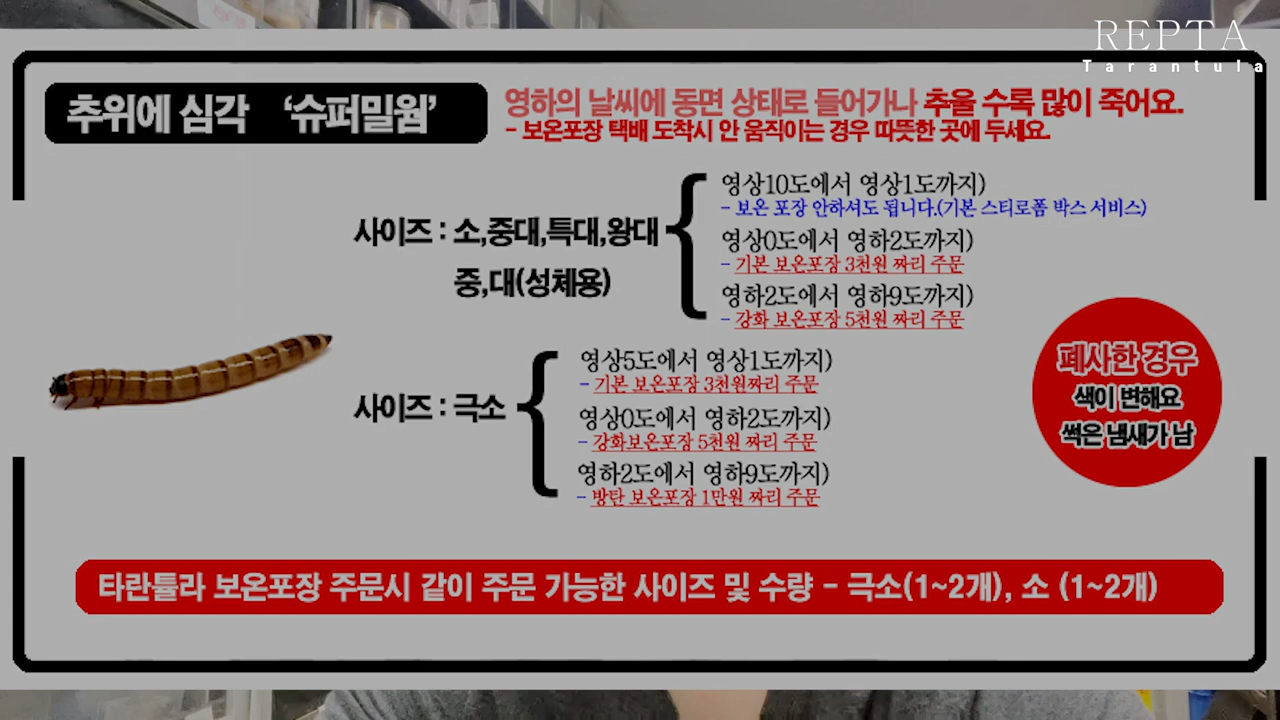 REPTA
Tarantula
추위에 심각 ‘슈퍼밀웜’
영하의 날씨에 동면 상태로 들어가나 추울 수록 많이 죽어요.
- 보온포장 택배 도착시 안 움직이는 경우 따뜻한 곳에 두세요.
사이즈 : 소,중대,특대,왕대
중,대(성체용)
영상10도에서 영상1도까지)
- 보온 포장 안하셔도 됩니다.(기본 스티로폼 박스 서비스)
영상0도에서 영하2도까지)
- 기본 보온포장 3천원 짜리 주문
영하2도에서 영하9도까지)
- 강화 보온포장 5천원 짜리 주문
사이즈 : 극소
영상5도에서 영상1도까지)
- 기본 보온포장 3천원짜리 주문
영상0도에서 영하2도까지)
- 강화보온포장 5천원 짜리 주문
영하2도에서 영하9도까지)
- 방탄 보온포장 1만원 짜리 주문
폐사한 경우
색이 변해요
썩은 냄새가 남
타란튤라 보온포장 주문시 같이 주문 가능한 사이즈 및 수량 - 극소(1~2개), 소 (1~2개)